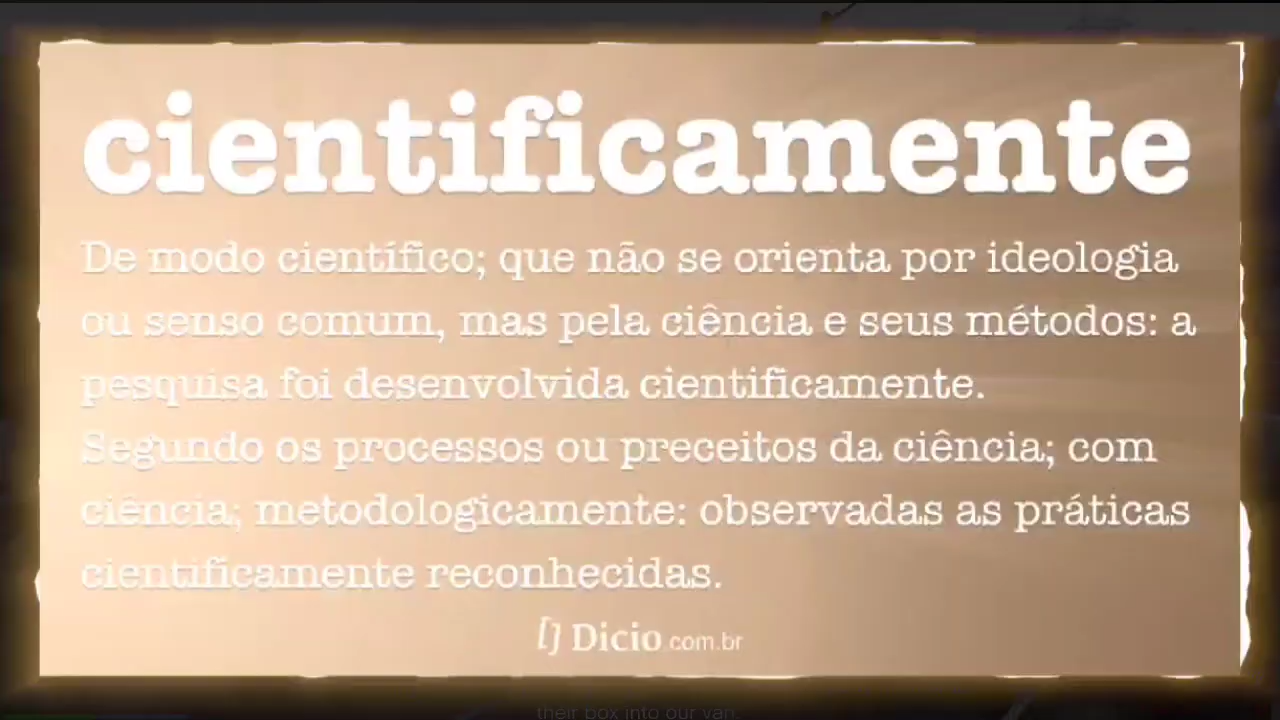 cientificamente
De modo científico; que não se orienta por ideologia
ou senso comum, mas pela ciência e seus métodos: a
pesquisa foi desenvolvida cientificamente.
Segundo os processos ou preceitos da ciência; com
ciência; metodologicamente: observadas as práticas
cientificamente reconhecidas.
Dicio.com.br
their box into our van.